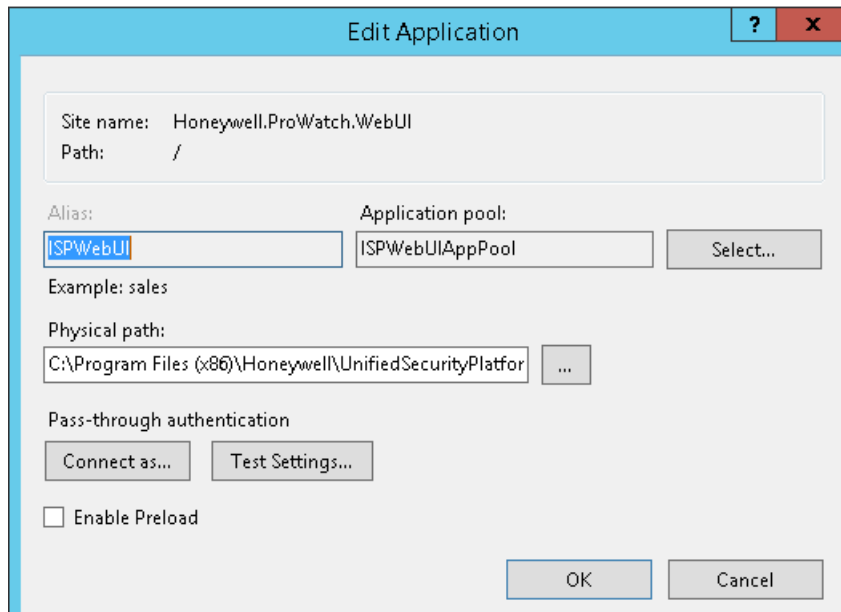 Edit Application
?
x
Site name: Honeywell.ProWatch.WebUI
Path: /
Alias:
Application pool:
ISPWebUI
ISPWebUIAppPool
Select...
Example: sales
Physical path:
C:\Program Files (x86)\Honeywell\UnifiedSecurityPlatfor
...
Pass-through authentication
Connect as...
Test Settings...
Enable Preload
OK
Cancel